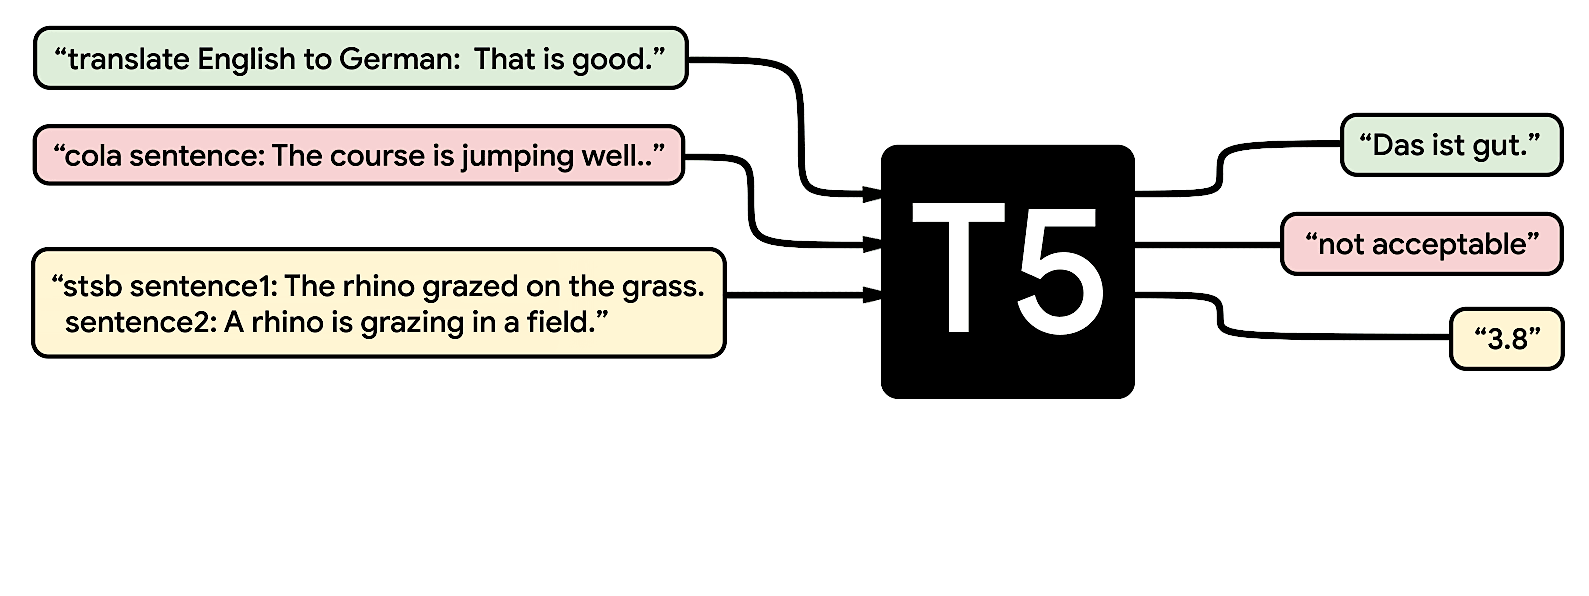 “translate English to German:  That is good.”
“cola sentence: The course is jumping well..”
“stsb sentence1: The rhino grazed on the grass.
sentence2: A rhino is grazing in a field.”
T5
“Das ist gut.”
“not acceptable”
“3.8”